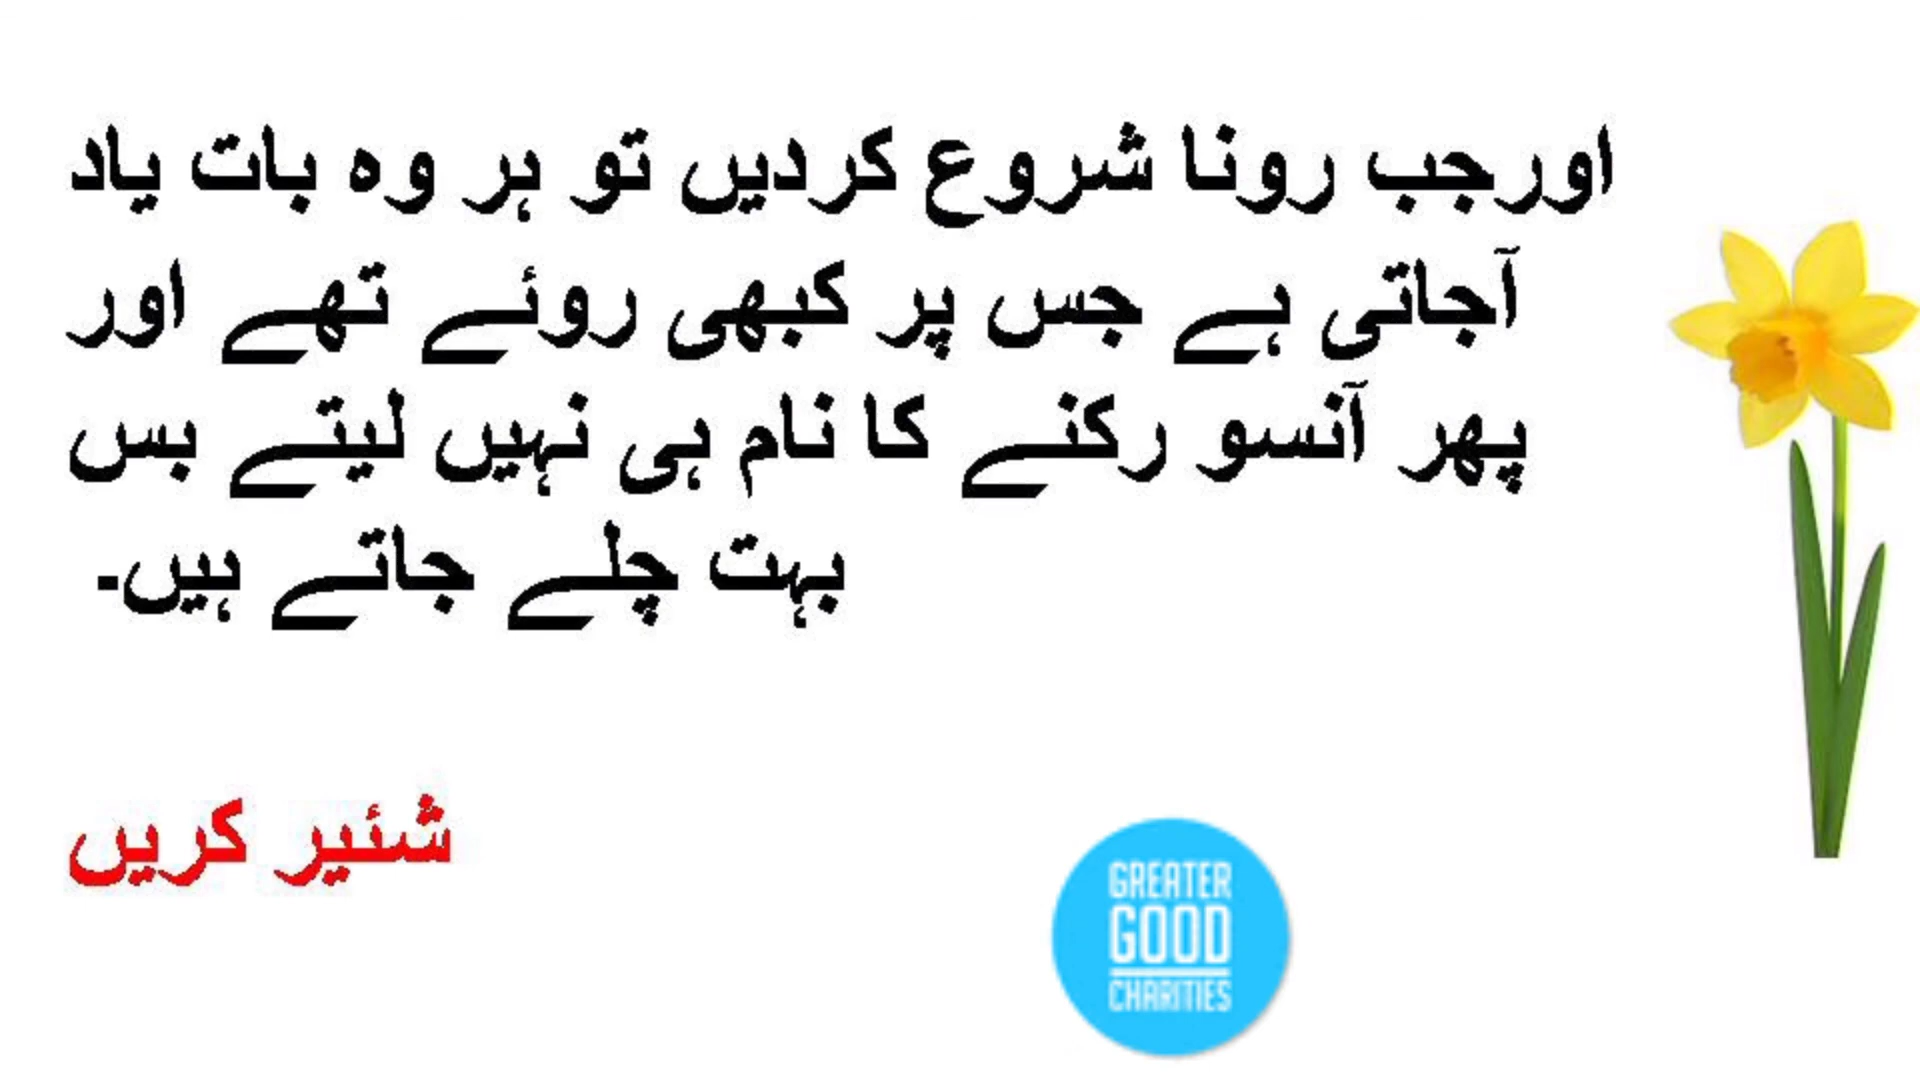 اورجب رونا شروع کردیں تو ہر وہ بات یاد
آجاتی ہے جس پر کبھی روئے تھے اور
پھر آنسو رکنے کا نام ہی نہیں لیتے بس
بہت چلے جاتے ہیں۔
شئیر کریں
GREATER
GOOD
CHARITIES